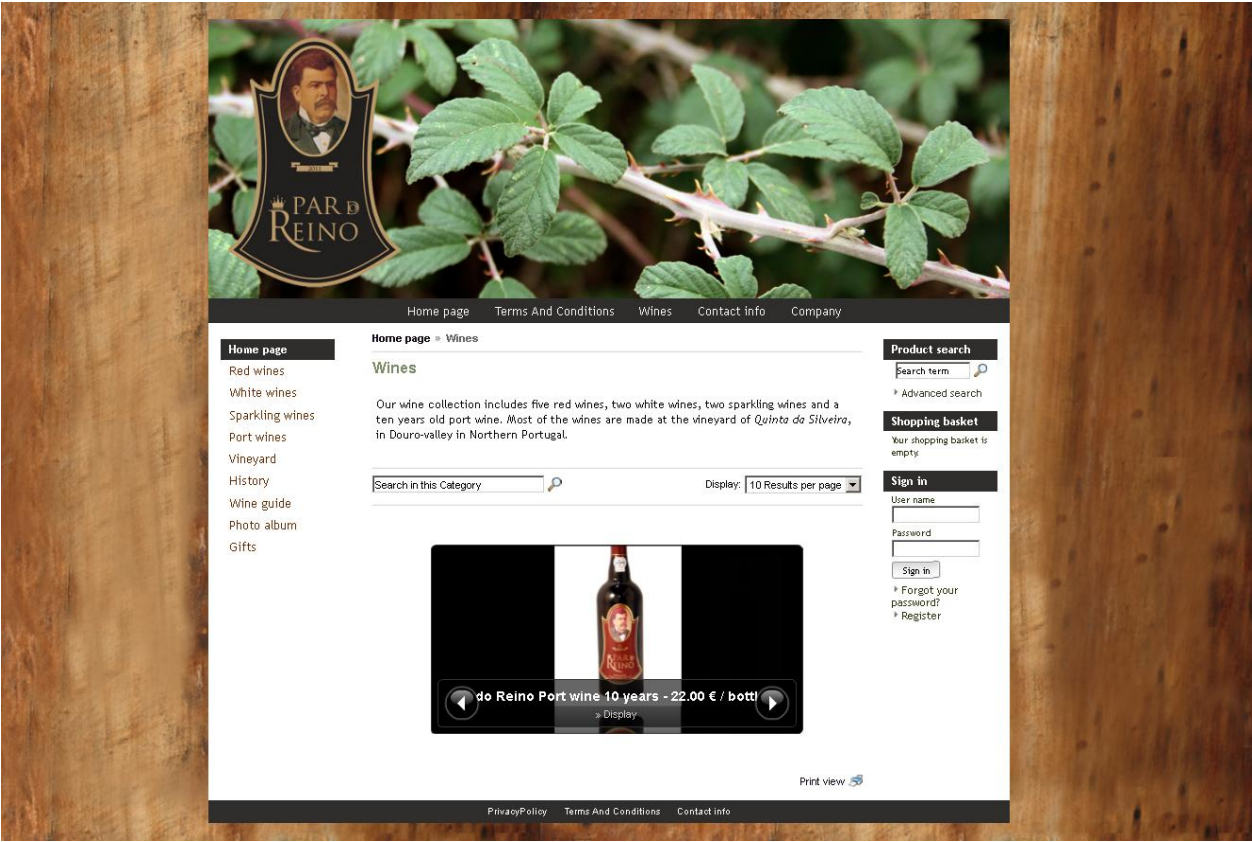 2011
PAR DO
REINO
Home page Terms And Conditions Wines Contact info Company
Home page
Red wines
White wines
Sparkling wines
Port wines
Vineyard
History
Wine guide
Photo album
Gifts
Home page » Wines
Wines
Our wine collection includes five red wines, two white wines, two sparkling wines and a
ten years old port wine. Most of the wines are made at the vineyard of Quinta da Silveira,
in Douro-valley in Northern Portugal.
Search in this Category
Display: 10 Results per page
PAR DO
REINO
do Reino Port wine 10 years - 22.00 € / bottl
» Display
Print view
Product search
Search term
Advanced search
Shopping basket
Your shopping basket is
empty.
Sign in
User name
Password
Sign in
Forgot your
password?
Register
PrivacyPolicy Terms And Conditions Contact info